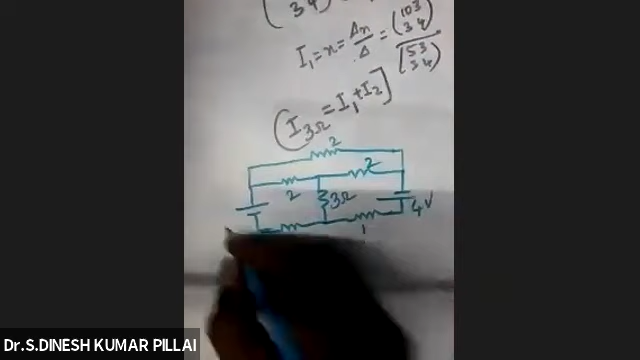 (34)
I₁ = x = Δx/Δ = (103 34)/(53 34)
(I₃Ω = I₁ + I₂]
2
2
2
3Ω
4V
1
Dr.S.DINESH KUMAR PILLAI